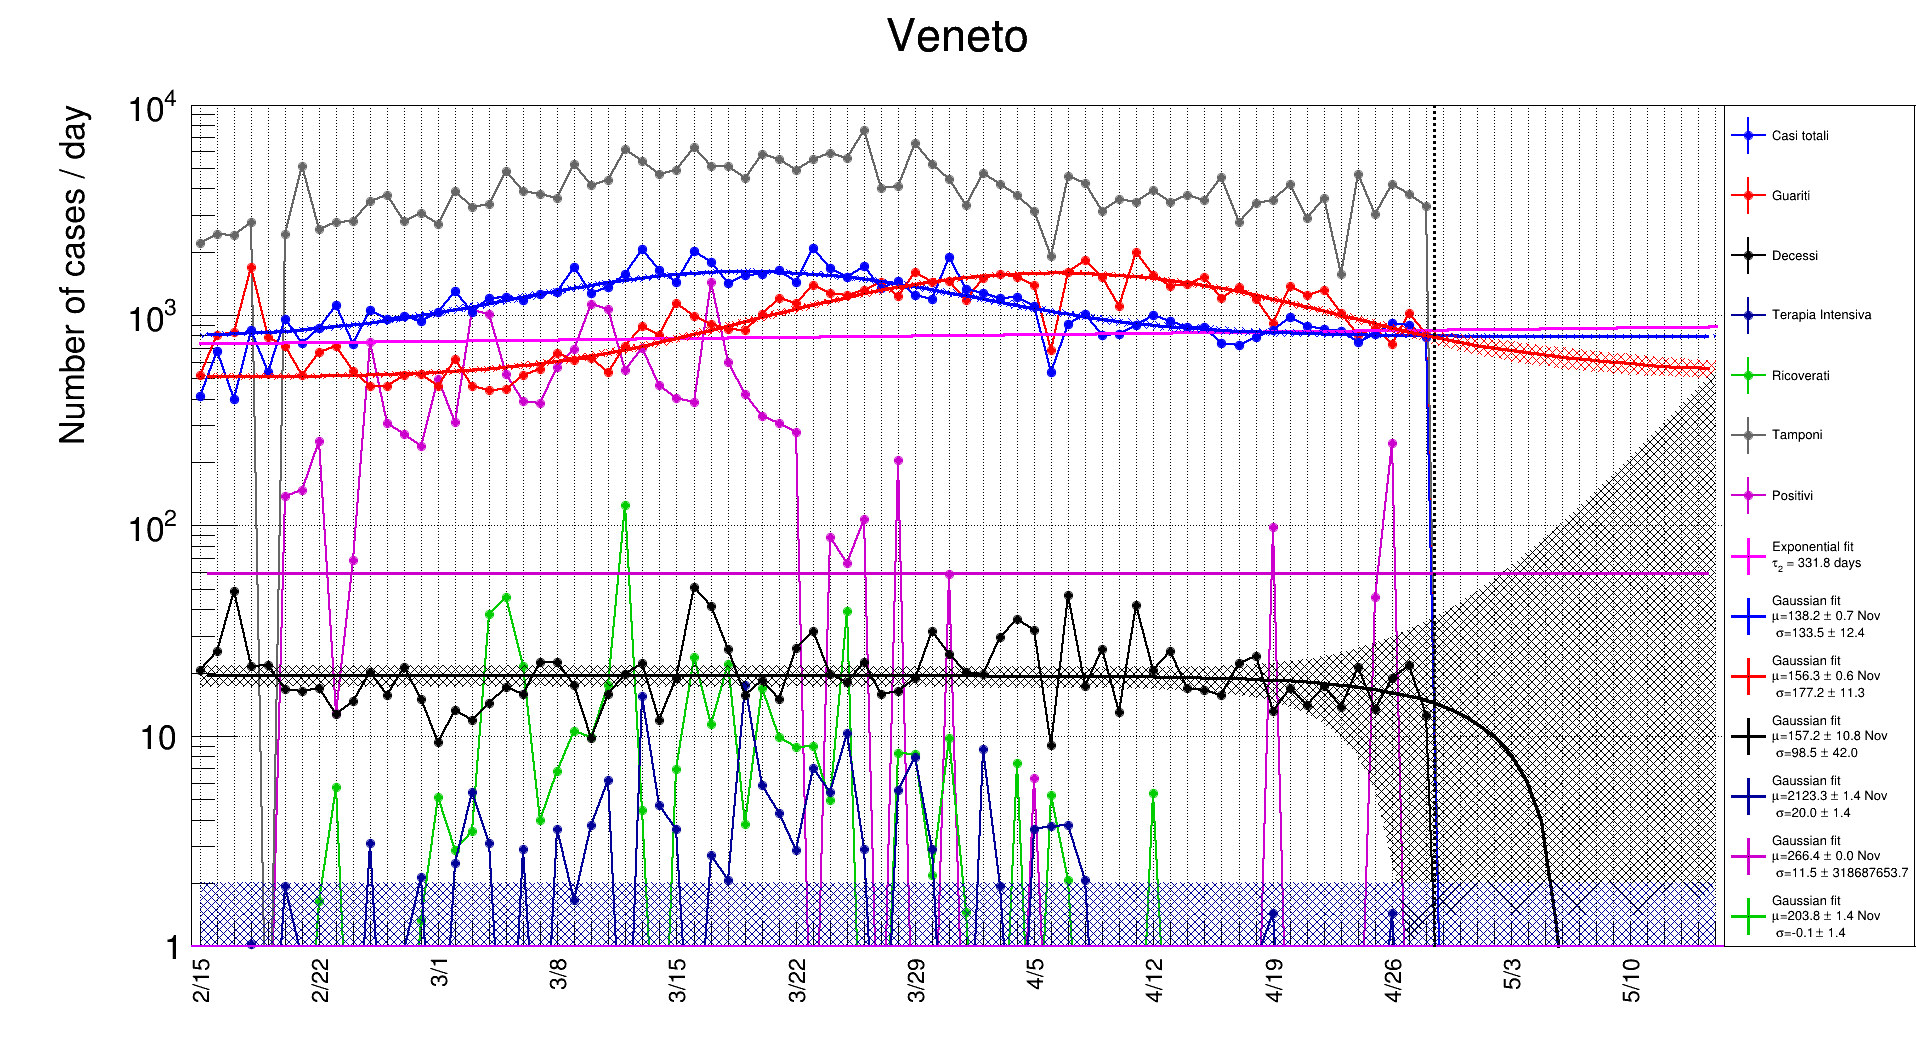 Veneto
Number of cases / day
10⁴
10³
10²
10
1
2/15
2/22
3/1
3/8
3/15
3/22
3/29
4/5
4/12
4/19
4/26
5/3
5/10
Casi totali
Guariti
Decessi
Terapia Intensiva
Ricoverati
Tamponi
Positivi
Exponential fit
τ₂ = 331.8 days
Gaussian fit
μ=138.2 ± 0.7 Nov
σ=133.5 ± 12.4
Gaussian fit
μ=156.3 ± 0.6 Nov
σ=177.2 ± 11.3
Gaussian fit
μ=157.2 ± 10.8 Nov
σ=98.5 ± 42.0
Gaussian fit
μ=2123.3 ± 1.4 Nov
σ=20.0 ± 1.4
Gaussian fit
μ=266.4 ± 0.0 Nov
σ=11.5 ± 318687653.7
Gaussian fit
μ=203.8 ± 1.4 Nov
σ=-0.1 ± 1.4